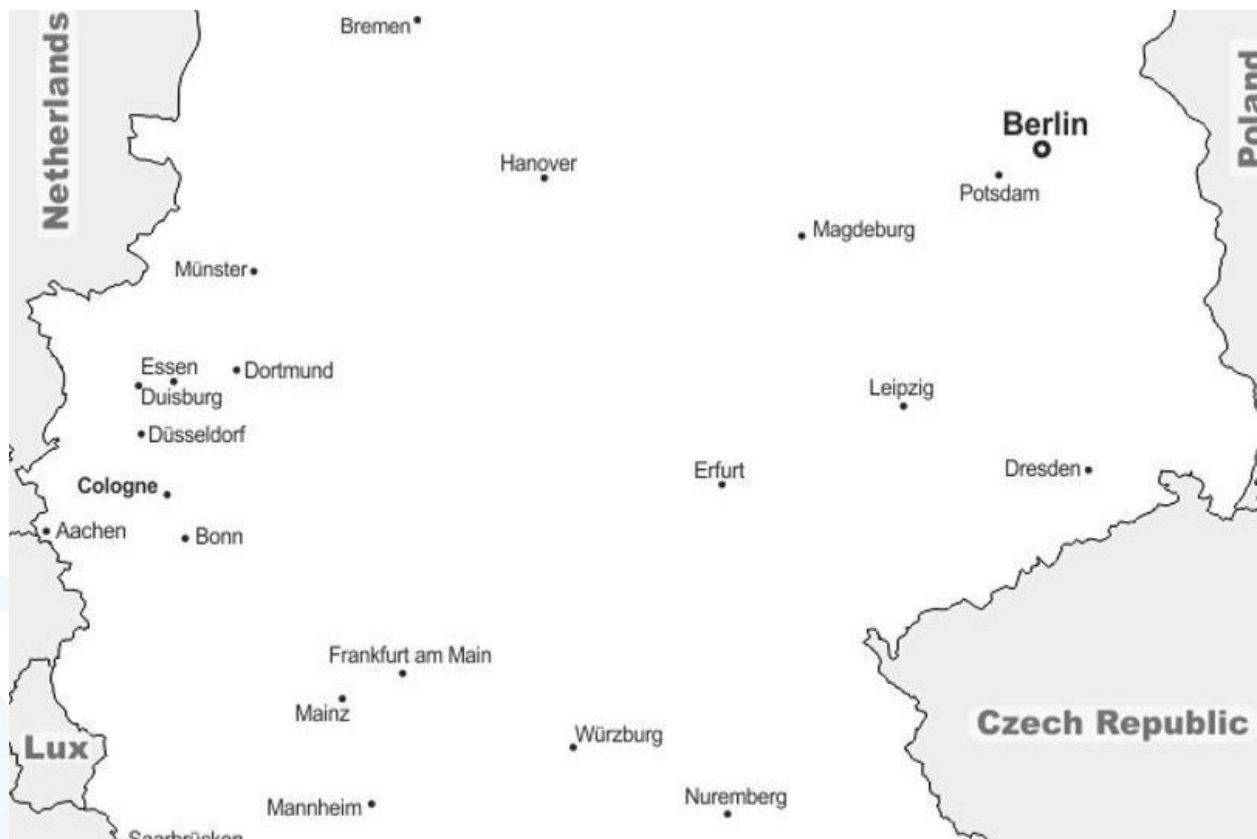 Netherlands
Bremen
Poland
Berlin
Hanover
Potsdam
Magdeburg
Münster
Essen
Dortmund
Duisburg
Leipzig
Düsseldorf
Erfurt
Dresden
Cologne
Aachen
Bonn
Frankfurt am Main
Mainz
Czech Republic
Würzburg
Lux
Nuremberg
Mannheim
Saarbrücken